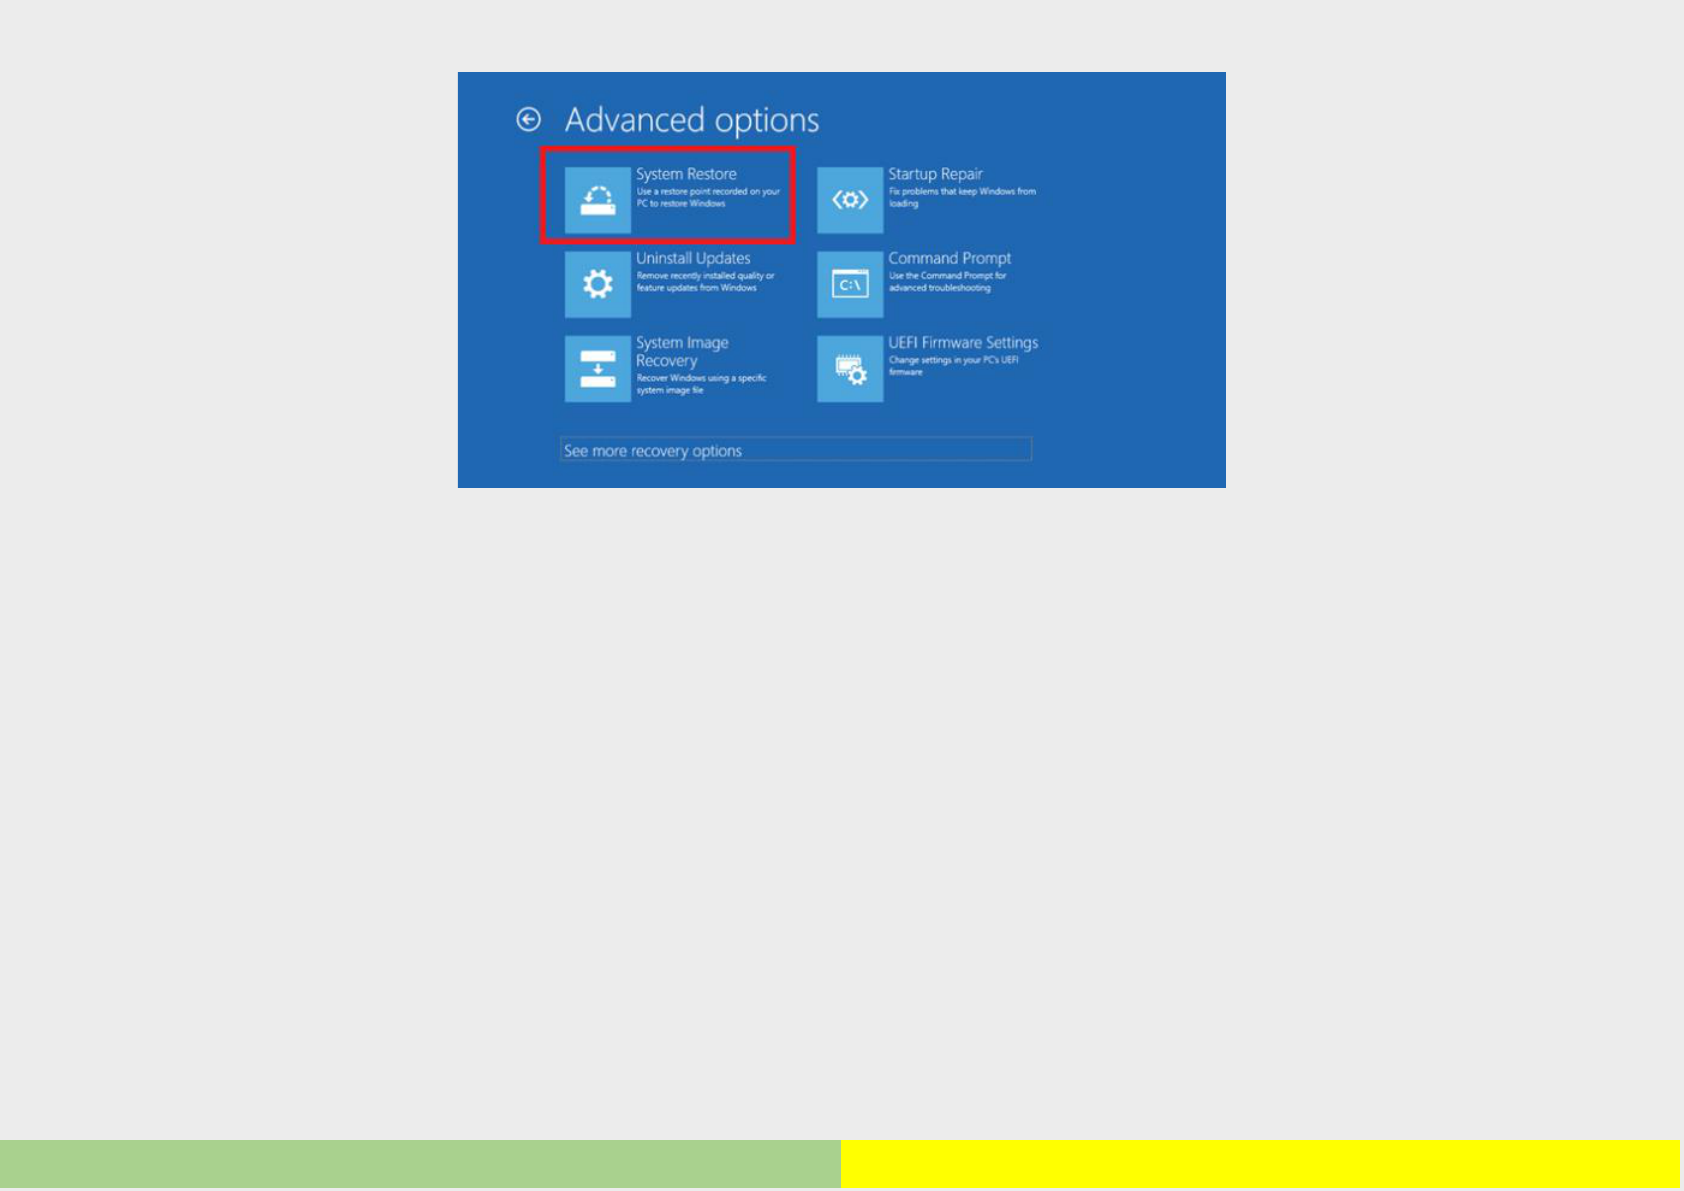 Advanced options
System Restore
Use a restore point recorded on your
PC to restore Windows
Startup Repair
Fix problems that keep Windows from
loading
Uninstall Updates
Remove recently installed quality or
feature updates from Windows
Command Prompt
Use the Command Prompt for
advanced troubleshooting
C:\
System Image
Recovery
Recover Windows using a specific
system image file
UEFI Firmware Settings
Change settings in your PC's UEFI
firmware
See more recovery options